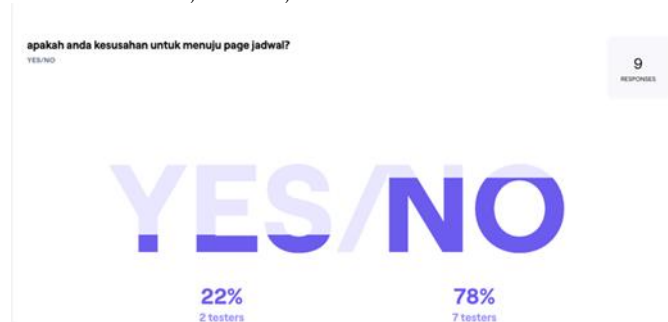 apakah anda kesusahan untuk menuju page jadwal?
YES/NO
9
RESPONSES
YES/NO
22%
78%
2 testers
7 testers